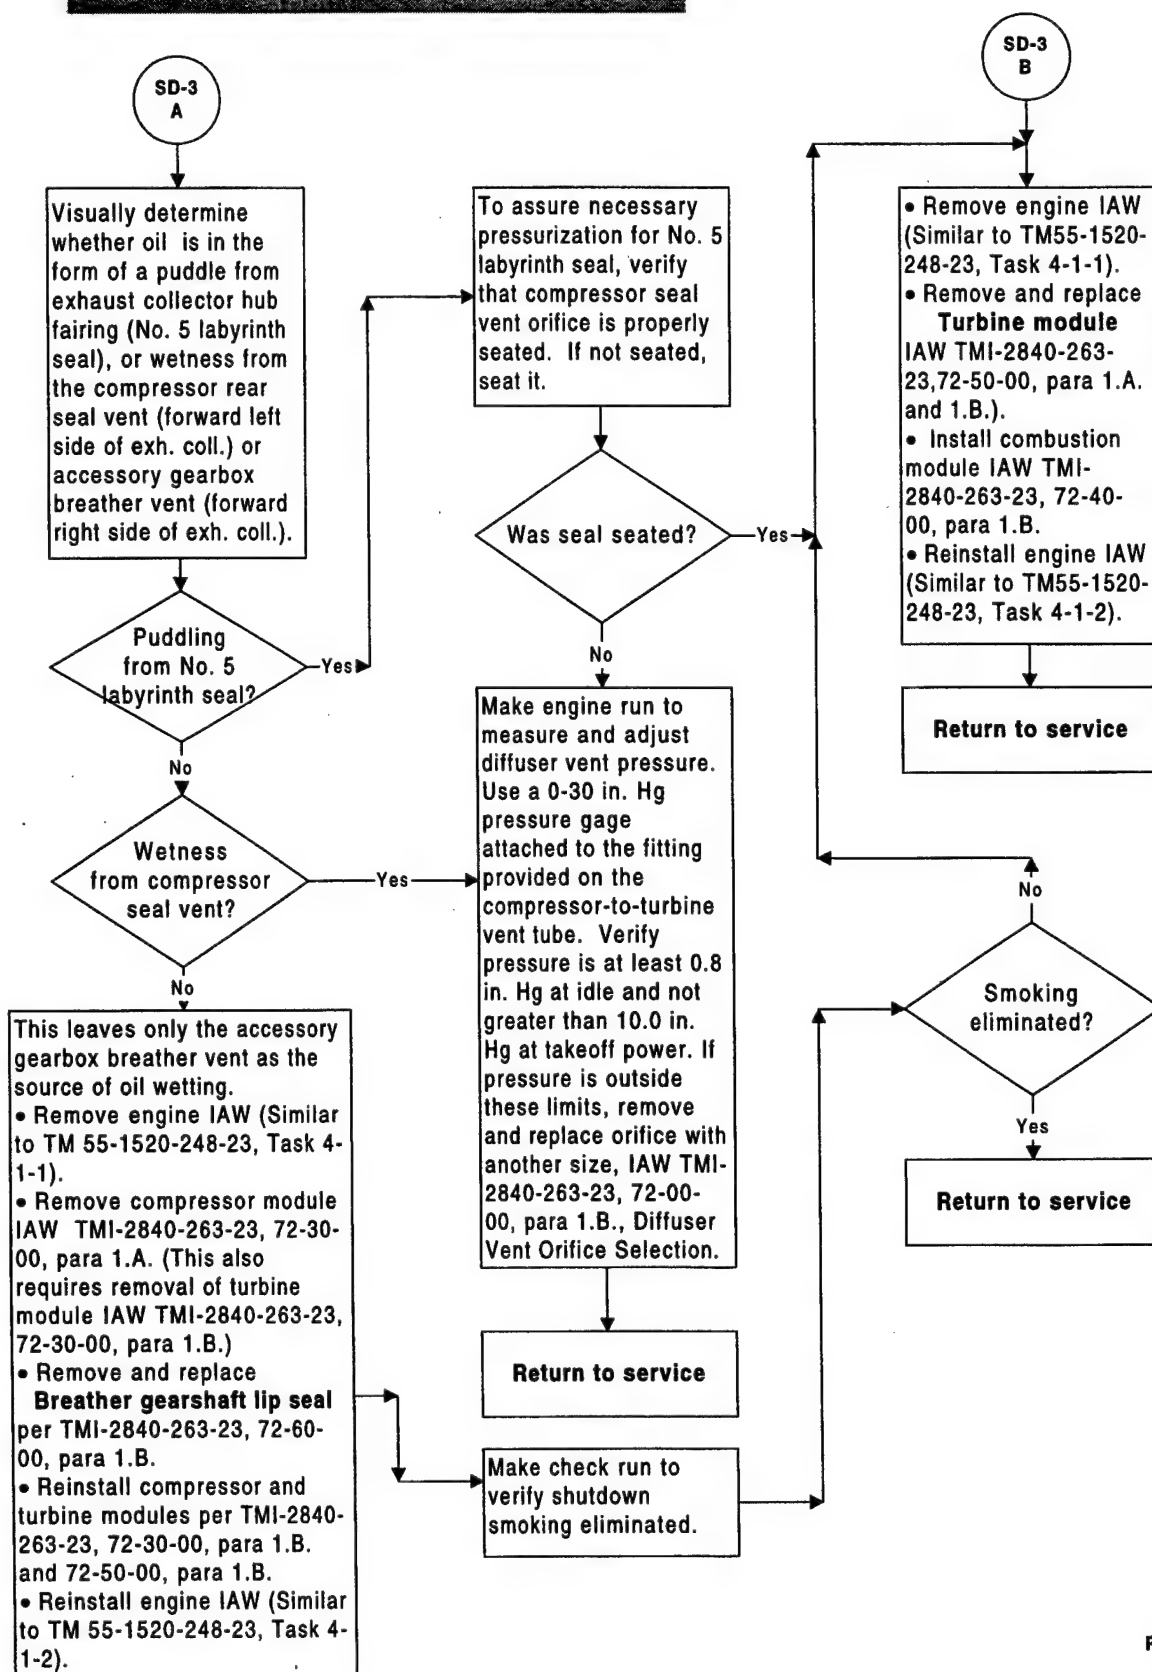 SD-3
A
Visually determine
whether oil is in the
form of a puddle from
exhaust collector hub
fairing (No. 5 labyrinth
seal), or wetness from
the compressor rear
seal vent (forward left
side of exh. coll.) or
accessory gearbox
breather vent (forward
right side of exh. coll.).
Puddling
from No. 5
labyrinth seal?
Yes
No
Wetness
from compressor
seal vent?
Yes
No
This leaves only the accessory
gearbox breather vent as the
source of oil wetting.
• Remove engine IAW (Similar
to TM 55-1520-248-23, Task 4-
1-1).
• Remove compressor module
IAW TMI-2840-263-23, 72-30-
00, para 1.A. (This also
requires removal of turbine
module IAW TMI-2840-263-23,
72-30-00, para 1.B.)
• Remove and replace
Breather gearshaft lip seal
per TMI-2840-263-23, 72-60-
00, para 1.B.
• Reinstall compressor and
turbine modules per TMI-2840-
263-23, 72-30-00, para 1.B.
and 72-50-00, para 1.B.
• Reinstall engine IAW (Similar
to TM 55-1520-248-23, Task 4-
1-2).
To assure necessary
pressurization for No. 5
labyrinth seal, verify
that compressor seal
vent orifice is properly
seated. If not seated,
seat it.
Was seal seated?
Yes
No
Make engine run to
measure and adjust
diffuser vent pressure.
Use a 0-30 in. Hg
pressure gage
attached to the fitting
provided on the
compressor-to-turbine
vent tube. Verify
pressure is at least 0.8
in. Hg at idle and not
greater than 10.0 in.
Hg at takeoff power. If
pressure is outside
these limits, remove
and replace orifice with
another size, IAW TMI-
2840-263-23, 72-00-
00, para 1.B., Diffuser
Vent Orifice Selection.
Return to service
Make check run to
verify shutdown
smoking eliminated.
SD-3
B
• Remove engine IAW
(Similar to TM55-1520-
248-23, Task 4-1-1).
• Remove and replace
Turbine module
IAW TMI-2840-263-
23,72-50-00, para 1.A.
and 1.B.).
• Install combustion
module IAW TMI-
2840-263-23, 72-40-
00, para 1.B.
• Reinstall engine IAW
(Similar to TM55-1520-
248-23, Task 4-1-2).
Return to service
No
Smoking
eliminated?
Yes
Return to service